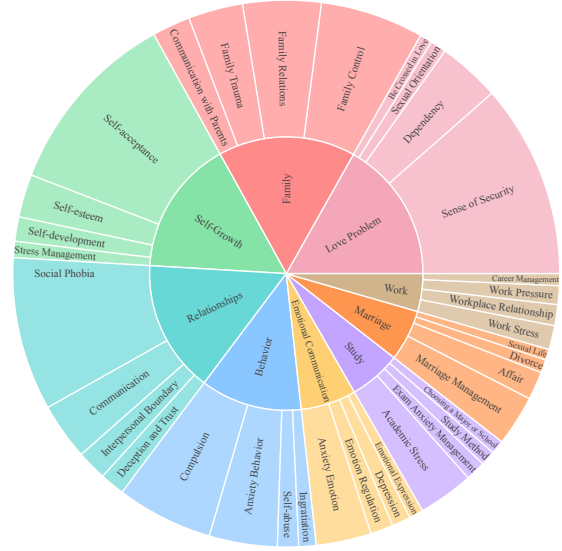 Family
Communication with Parents
Family Trauma
Family Relations
Family Control
Love Problem
Be Crossed in Love
Sexual Orientation
Dependency
Sense of Security
Work
Career Management
Work Pressure
Workplace Relationship
Work Stress
Marriage
Sexual Life
Divorce
Affair
Marriage Management
Study
Choosing a Major or School
Study Method
Exam Anxiety Management
Academic Stress
Emotional Communication
Emotional Expression
Depression
Emotion Regulation
Anxiety Emotion
Behavior
Ingratiation
Self-abuse
Anxiety Behavior
Compulsion
Relationships
Deception and Trust
Interpersonal Boundary
Communication
Social Phobia
Self-Growth
Stress Management
Self-development
Self-esteem
Self-acceptance